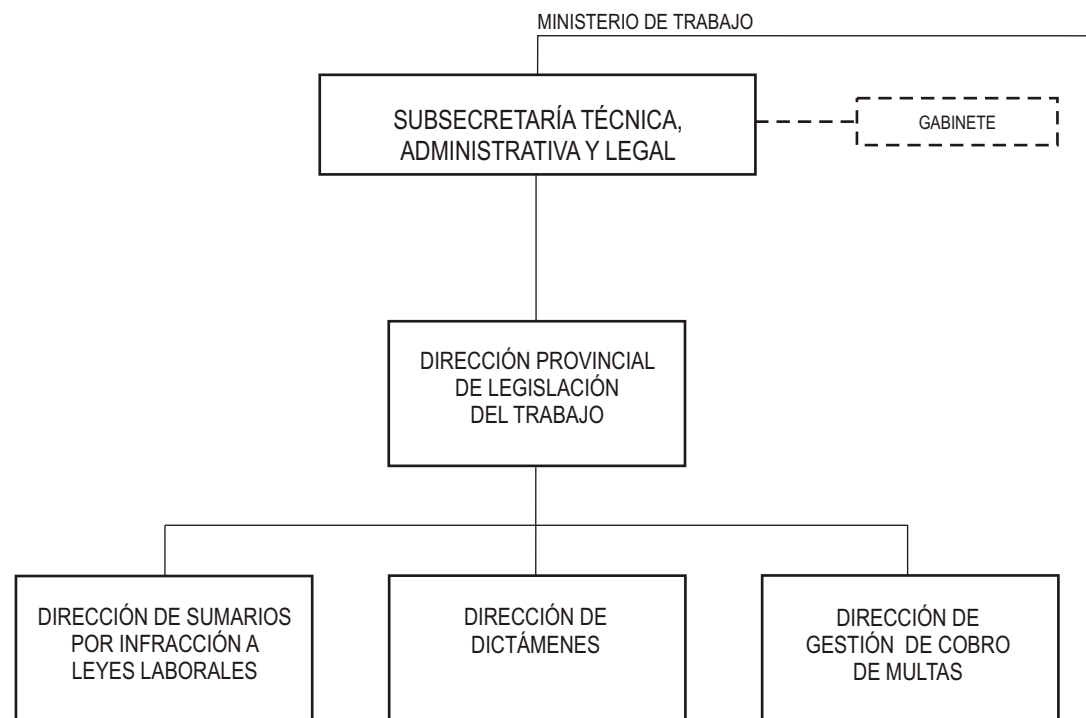 MINISTERIO DE TRABAJO
SUBSECRETARÍA TÉCNICA,
ADMINISTRATIVA Y LEGAL
GABINETE
DIRECCIÓN PROVINCIAL
DE LEGISLACIÓN
DEL TRABAJO
DIRECCIÓN DE SUMARIOS
POR INFRACCIÓN A
LEYES LABORALES
DIRECCIÓN DE
DICTÁMENES
DIRECCIÓN DE
GESTIÓN DE COBRO
DE MULTAS